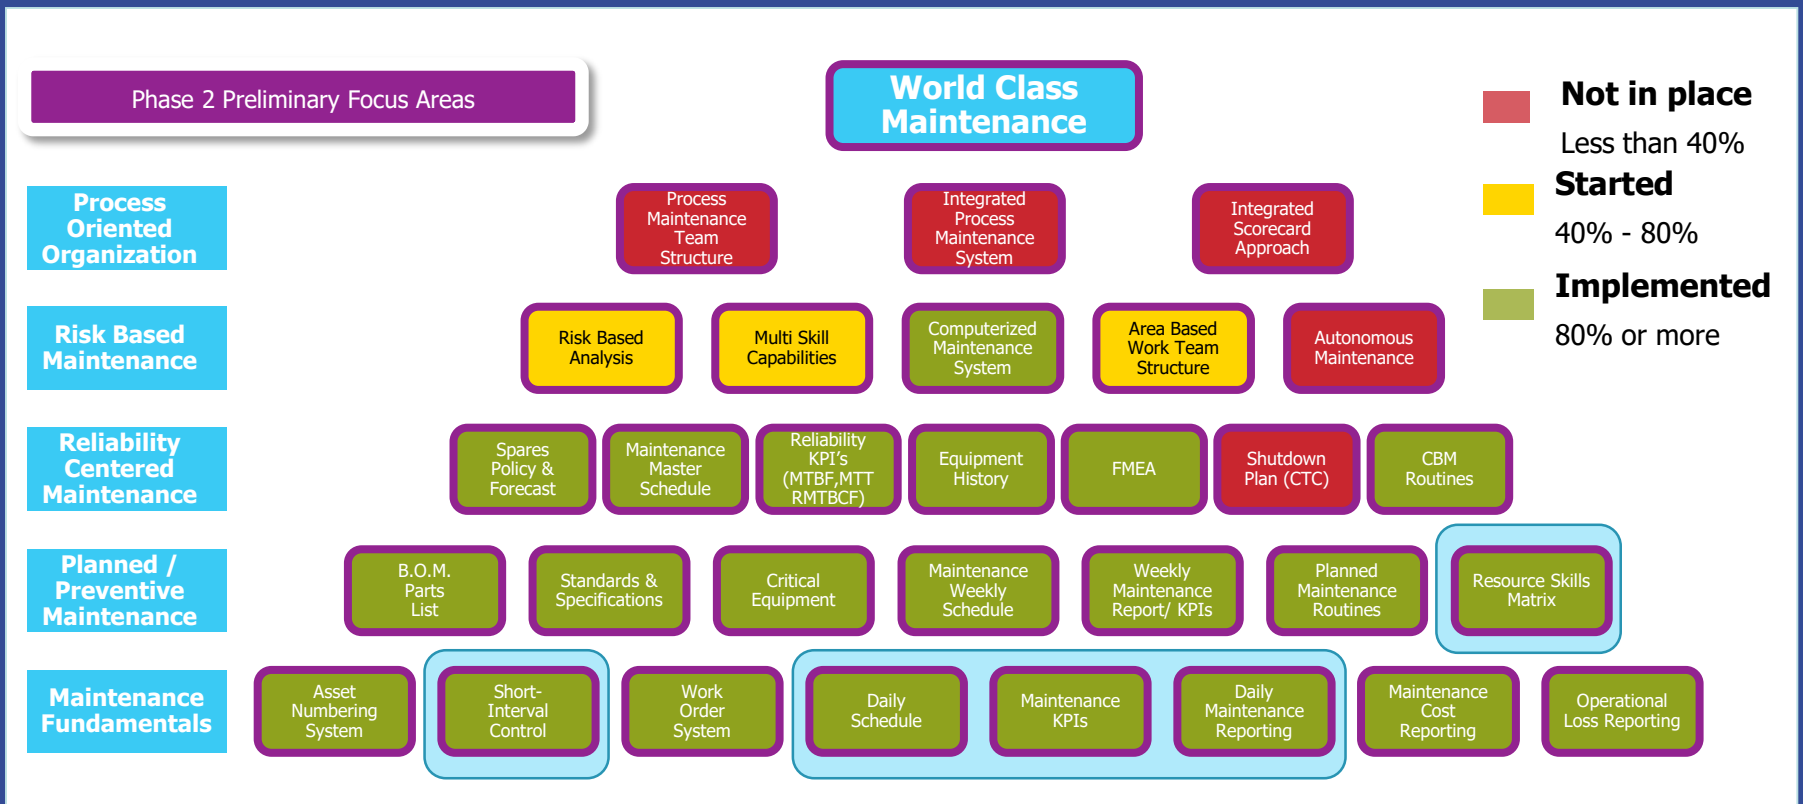 Phase 2 Preliminary Focus Areas
World Class
Maintenance
Not in place
Less than 40%
Started
40% - 80%
Implemented
80% or more
Process
Oriented
Organization
Process
Maintenance
Team
Structure
Integrated
Process
Maintenance
System
Integrated
Scorecard
Approach
Risk Based
Maintenance
Risk Based
Analysis
Multi Skill
Capabilities
Computerized
Maintenance
System
Area Based
Work Team
Structure
Autonomous
Maintenance
Reliability
Centered
Maintenance
Spares
Policy &
Forecast
Maintenance
Master
Schedule
Reliability
KPI’s
(MTBF,MTT
RMTBCF)
Equipment
History
FMEA
Shutdown
Plan (CTC)
CBM
Routines
Planned /
Preventive
Maintenance
B.O.M.
Parts
List
Standards &
Specifications
Critical
Equipment
Maintenance
Weekly
Schedule
Weekly
Maintenance
Report/ KPIs
Planned
Maintenance
Routines
Resource Skills
Matrix
Maintenance
Fundamentals
Asset
Numbering
System
Short-
Interval
Control
Work
Order
System
Daily
Schedule
Maintenance
KPIs
Daily
Maintenance
Reporting
Maintenance
Cost
Reporting
Operational
Loss Reporting